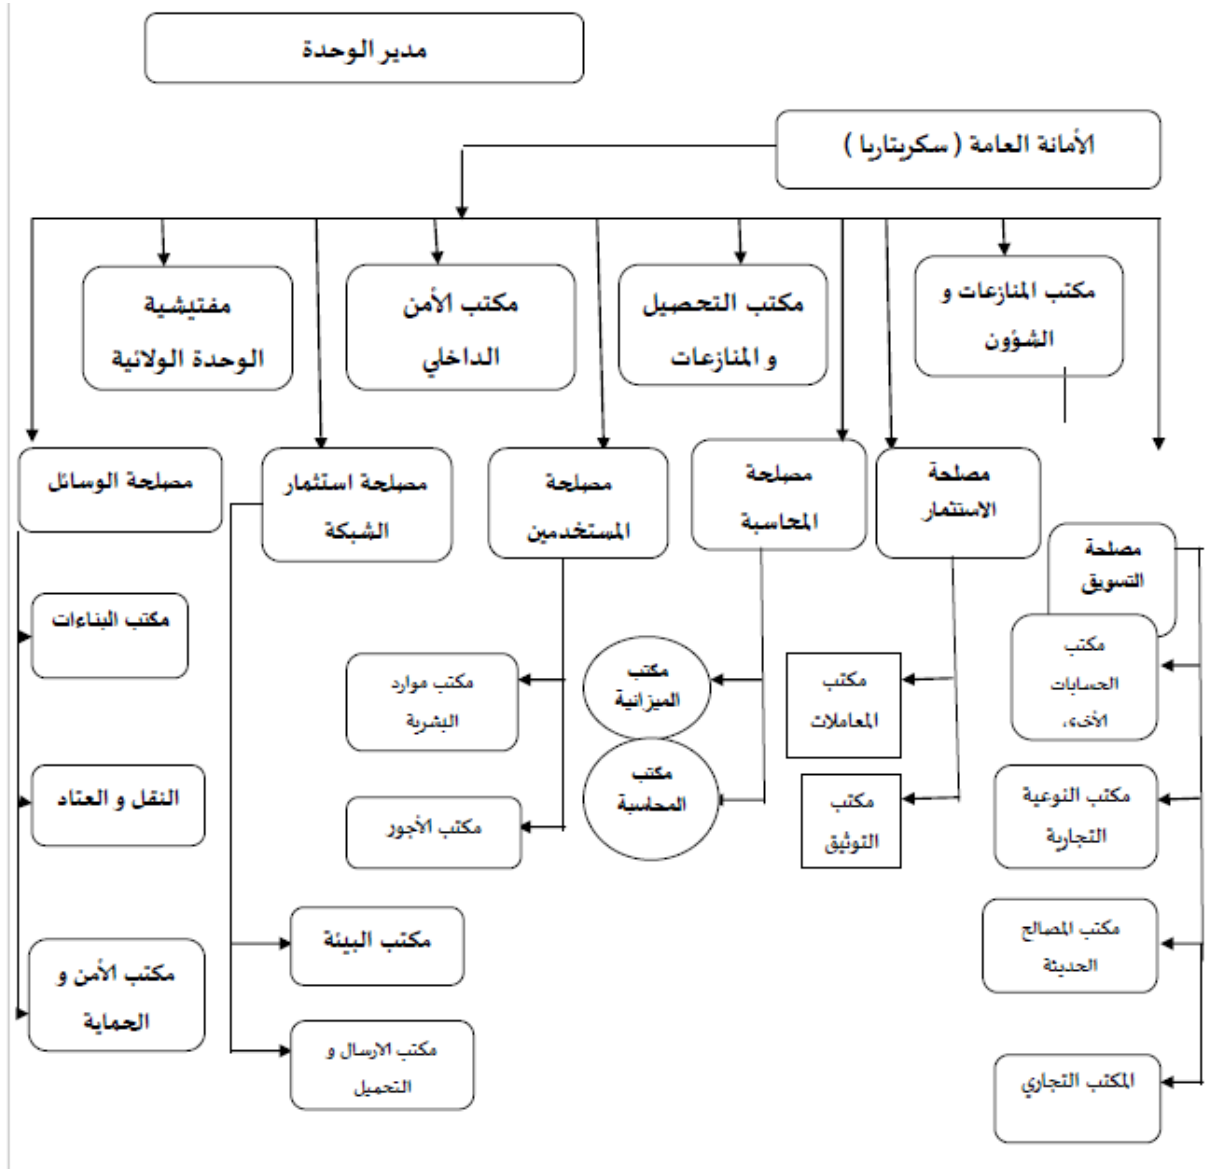 مدير الوحدة
الأمانة العامة ( سكريتاريا )
مكتب المنازعات و
الشؤون
مكتب التحصيل
و المنازعات
مكتب الأمن
الداخلي
مفتيشية
الوحدة الولائية
مصلحة
التسويق
مصلحة
الاستثمار
مصلحة
المحاسبة
مصلحة
المستخدمين
مصلحة استثمار
الشبكة
مصلحة الوسائل
مكتب
الحسابات
الأخرى
مكتب النوعية
التجارية
مكتب المصالح
الحديثة
المكتب التجاري
مكتب
المعاملات
مكتب
التوثيق
مكتب
الميزانية
مكتب
المحاسبة
مكتب موارد
البشرية
مكتب الأجور
مكتب البيئة
مكتب الارسال و
التحميل
مكتب البناءات
النقل و العتاد
مكتب الأمن و
الحماية